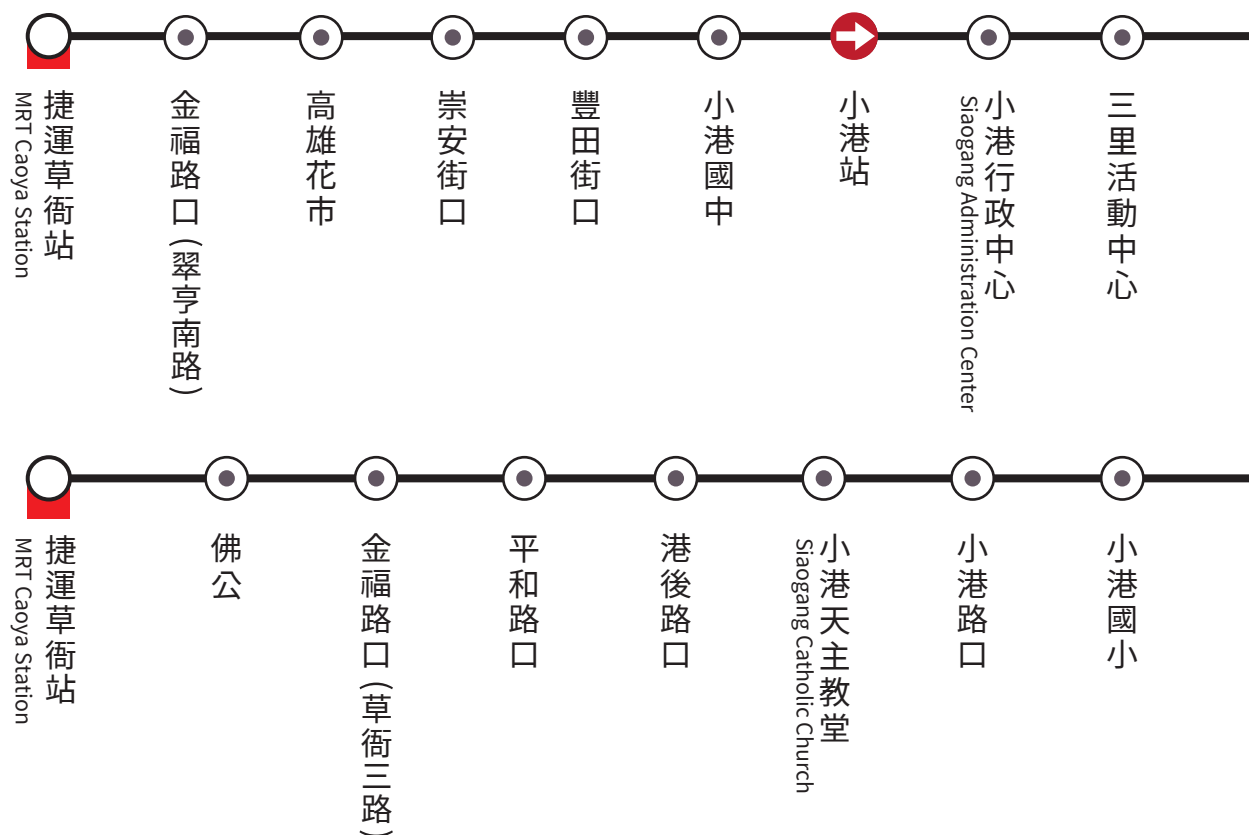 捷運草衙站
MRT Caoya Station
金福路口(翠亨南路)
高雄花市
崇安街口
豐田街口
小港國中
小港站
小港行政中心
Siaogang Administration Center
三里活動中心
捷運草衙站
MRT Caoya Station
佛公
金福路口(草衙三路)
平和路口
港後路口
小港天主教堂
Siaogang Catholic Church
小港路口
小港國小